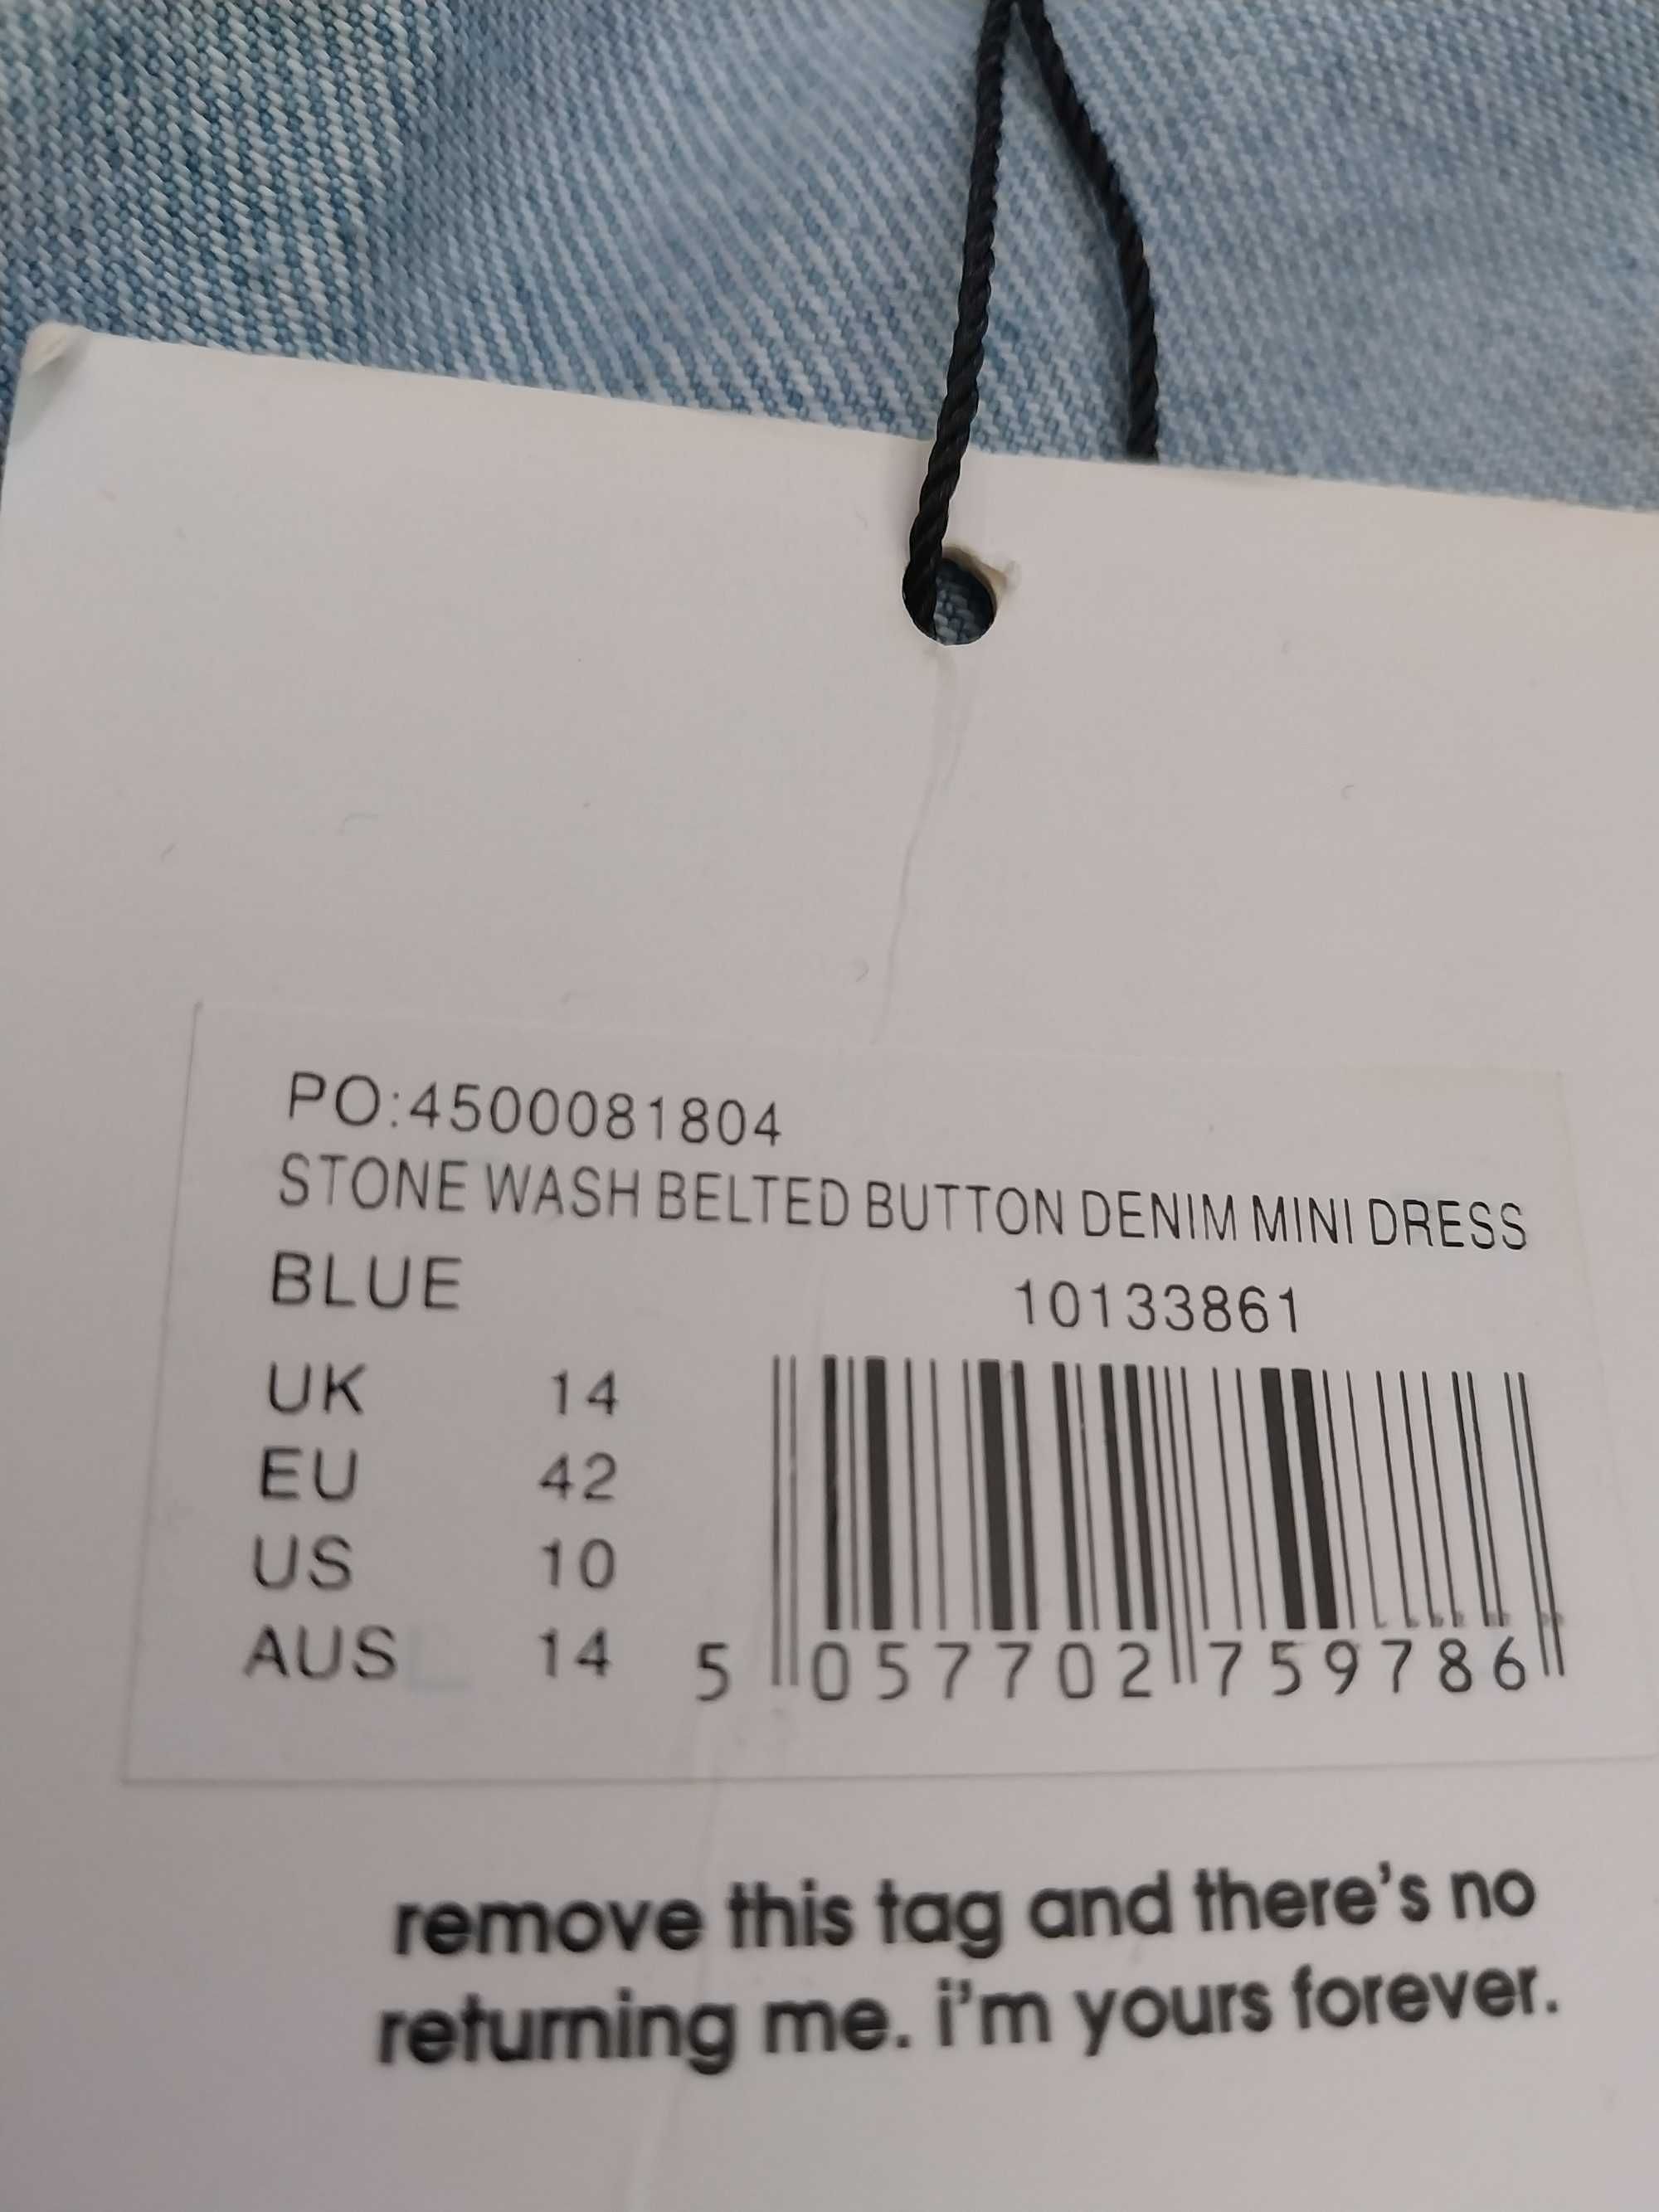 PO:4500081804
STONE WASH BELTED BUTTON DENIM MINI DRESS
BLUE 10133861
UK 14
EU 42
US 10
AUS 14
5 057702 759786
remove this tag and there's no
returning me. i'm yours forever.